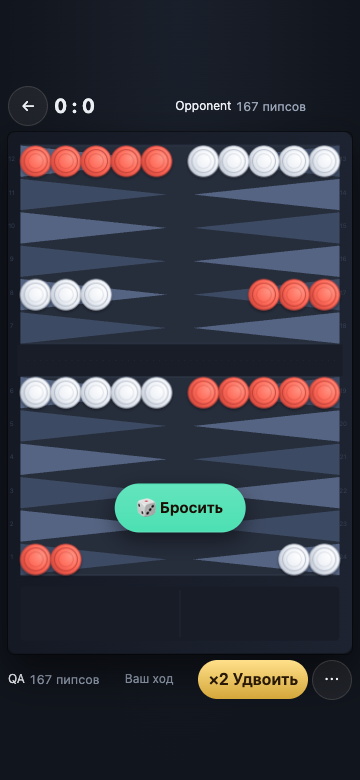 0 : 0
Opponent 167 пипсов
Бросить
QA 167 пипсов
Ваш ход
×2 Удвоить